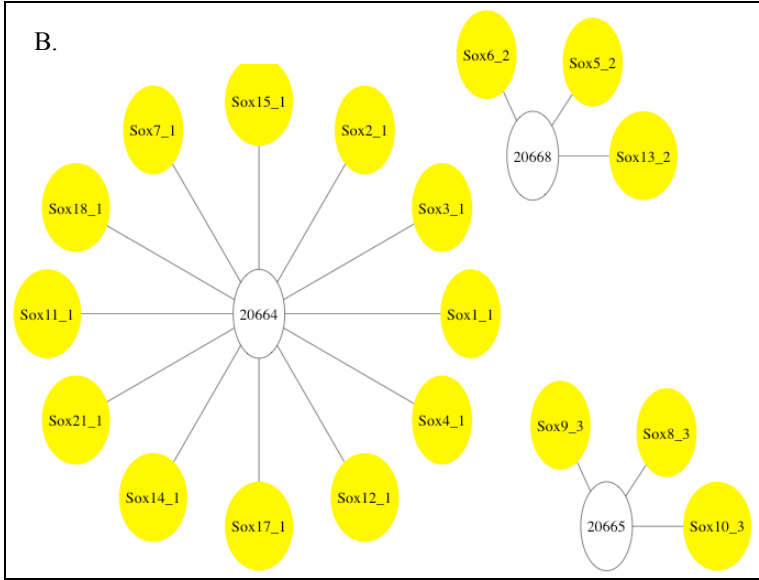 B.
Sox15_1
Sox7_1
Sox2_1
Sox18_1
Sox3_1
Sox11_1
20664
Sox1_1
Sox21_1
Sox4_1
Sox14_1
Sox12_1
Sox17_1
Sox6_2
Sox5_2
20668
Sox13_2
Sox9_3
Sox8_3
20665
Sox10_3